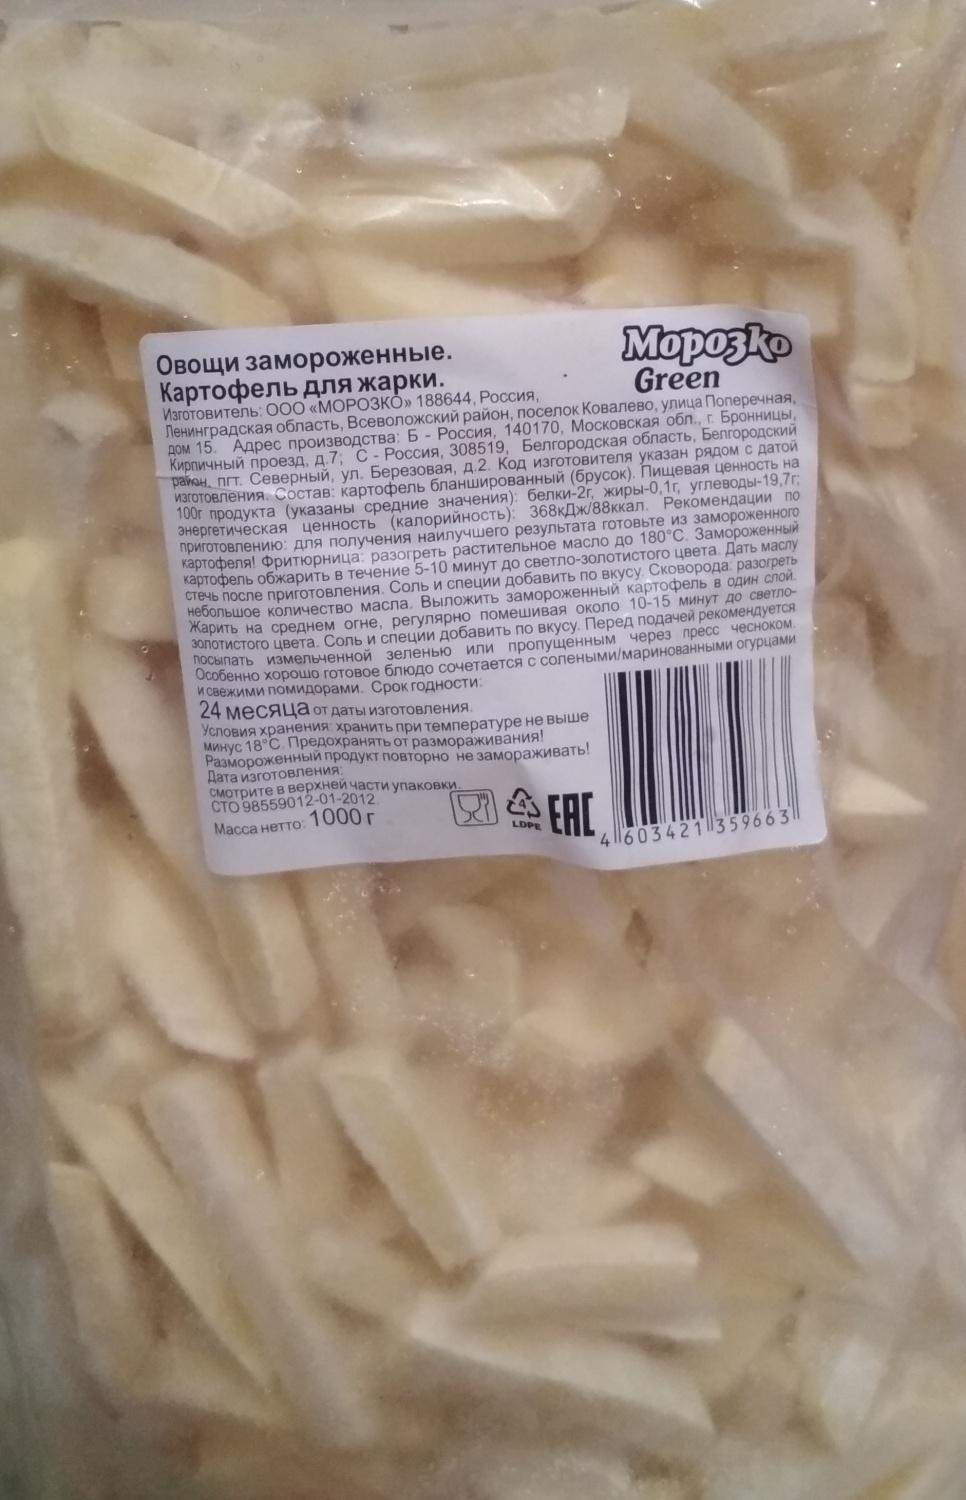 Морозко
Green
Овощи замороженные.
Картофель для жарки.
Изготовитель: ООО «МОРОЗКО» 188644, Россия,
Ленинградская область, Всеволожский район, поселок Ковалево, улица Поперечная,
дом 15. Адрес производства: Б - Россия, 140170, Московская обл., г. Бронницы,
Кирпичный проезд, д.7; С - Россия, 308519, Белгородская область, Белгородский
район, пгт. Северный, ул. Березовая, д.2. Код изготовителя указан рядом с датой
изготовления. Состав: картофель бланшированный (брусок). Пищевая ценность на
100г продукта (указаны средние значения): белки-2г, жиры-0,1г, углеводы-19,7г;
энергетическая ценность (калорийность): 368кДж/88ккал. Рекомендации по
приготовлению: для получения наилучшего результата готовьте из замороженного
картофеля! Фритюрница: разогреть растительное масло до 180°С. Замороженный
картофель обжарить в течение 5-10 минут до светло-золотистого цвета. Дать маслу
стечь после приготовления. Соль и специи добавить по вкусу. Сковорода: разогреть
небольшое количество масла. Выложить замороженный картофель в один слой.
Жарить на среднем огне, регулярно помешивая около 10-15 минут до светло-
золотистого цвета. Соль и специи добавить по вкусу. Перед подачей рекомендуется
посыпать измельченной зеленью или пропущенным через пресс чесноком.
Особенно хорошо готовое блюдо сочетается с солеными/маринованными огурцами
и свежими помидорами. Срок годности:
24 месяца от даты изготовления.
Условия хранения: хранить при температуре не выше
минус 18°С. Предохранять от размораживания!
Размороженный продукт повторно не замораживать!
Дата изготовления:
смотрите в верхней части упаковки.
СТО 98559012-01-2012.
Масса нетто: 1000 г
4
LDPE
EAC
4 603421 359663